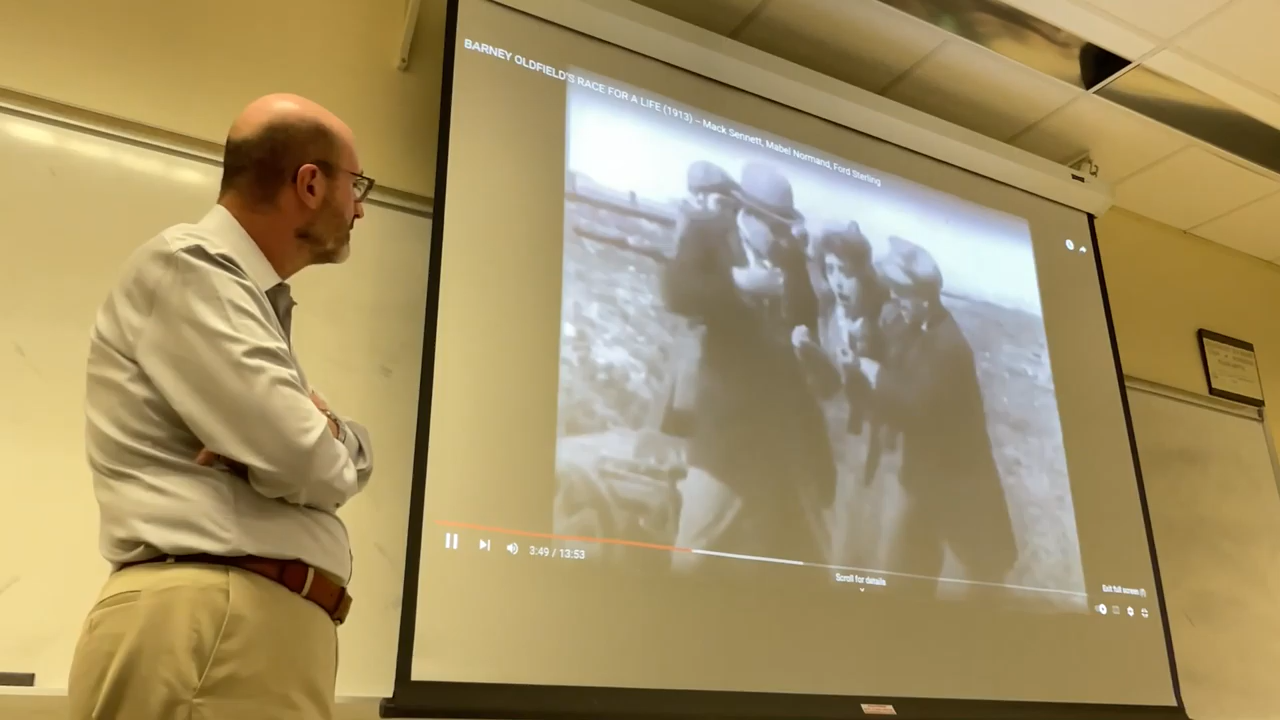 BARNEY OLDFIELD'S RACE FOR A LIFE (1913) – Mack Sennett, Mabel Normand, Ford Sterling
3:49 / 13:53
Scroll for details
Exit full screen (f)